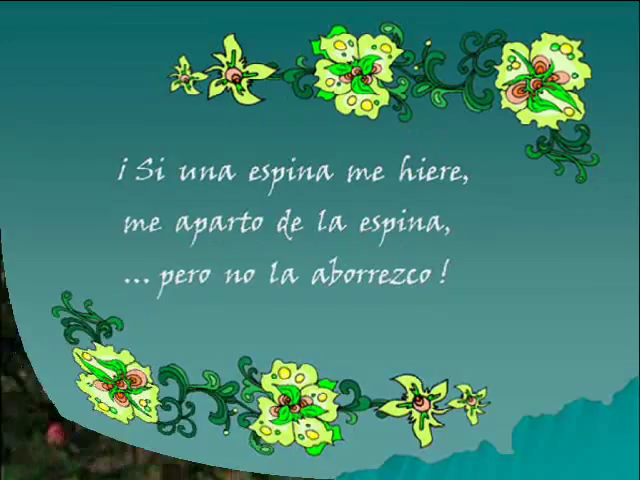 ¡Si una espina me hiere,
me aparto de la espina,
... pero no la aborrezco!